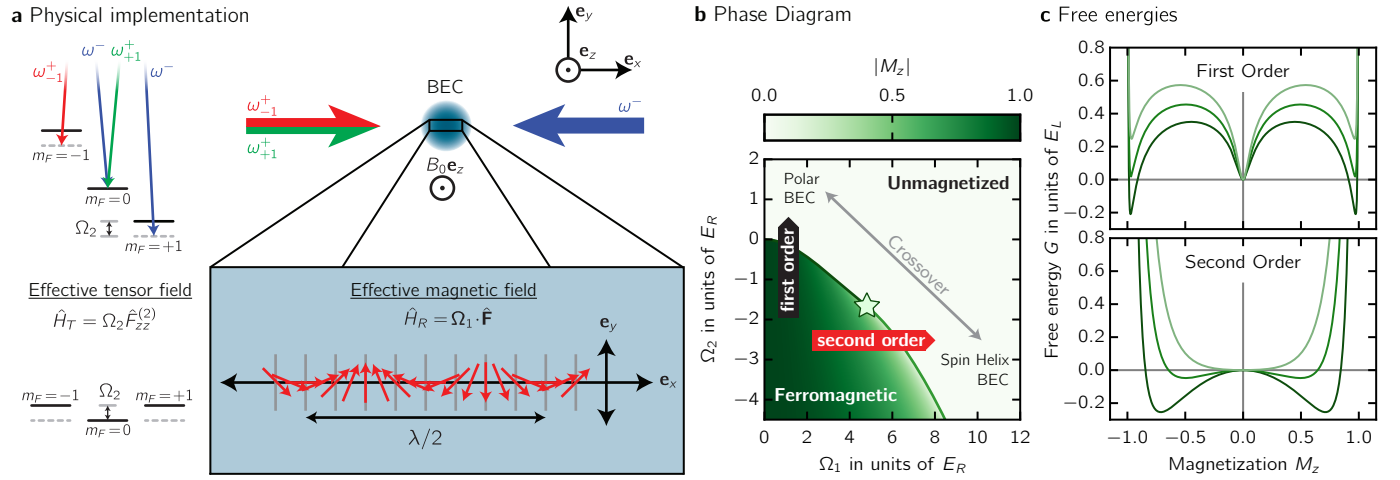 a Physical implementation
ω⁺₋₁
ω⁻
ω⁺₊₁
ω⁻
m_F=−1
m_F=0
Ω₂
m_F=+1
e_y
e_z
e_x
BEC
ω⁺₋₁
ω⁺₊₁
ω⁻
B₀e_z
Effective tensor field
Ĥ_T = Ω₂F̂_zz^(2)
m_F=−1
Ω₂
m_F=+1
m_F=0
Effective magnetic field
Ĥ_R = Ω₁·F̂
e_y
e_x
λ/2
b Phase Diagram
|M_z|
0.0 0.5 1.0
Polar
BEC
Unmagnetized
Crossover
first order
second order
Spin Helix
BEC
Ferromagnetic
Ω₂ in units of E_R
1
0
−1
−2
−3
−4
0 2 4 6 8 10 12
Ω₁ in units of E_R
c Free energies
First Order
0.8
0.6
0.4
0.2
0.0
−0.2
Second Order
0.8
0.6
0.4
0.2
0.0
−0.2
Free energy G in units of E_L
−1.0 −0.5 0.0 0.5 1.0
Magnetization M_z